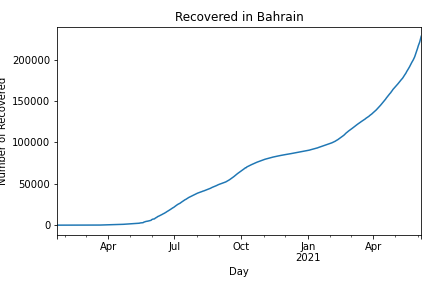 Recovered in Bahrain
Number of Recovered
200000
150000
100000
50000
0
Apr
Jul
Oct
Jan
2021
Apr
Day